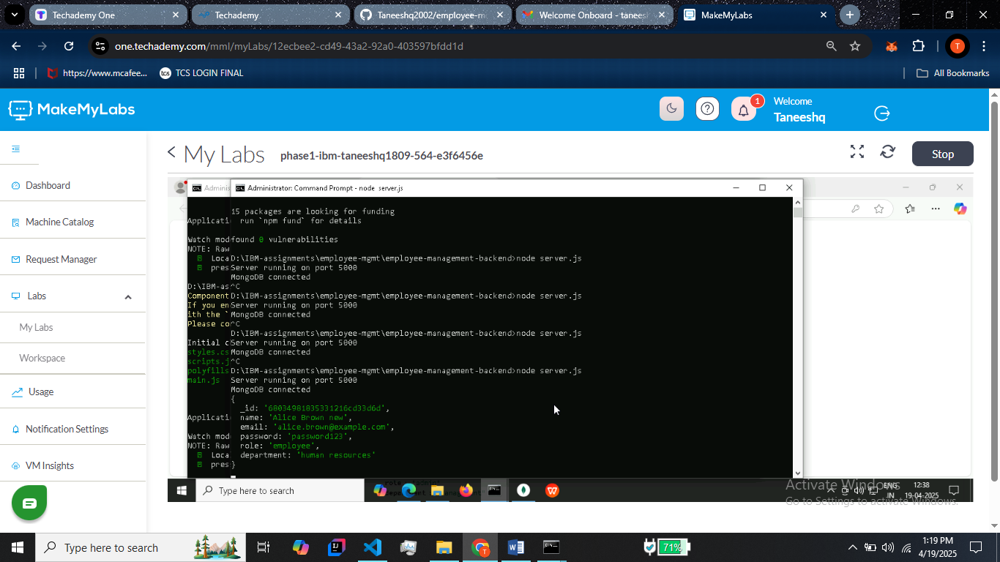 Techademy One
Techademy
Taneeshq2002/employee-m
Welcome Onboard - taneesh
MakeMyLabs
one.techademy.com/mml/myLabs/12ecbee2-cd49-43a2-92a0-403597bfdd1d
T
https://www.mcafee...
tcs
TCS LOGIN FINAL
All Bookmarks
MakeMyLabs
1
Welcome
Taneeshq
Dashboard
Machine Catalog
Request Manager
Labs
My Labs
Workspace
Usage
Notification Settings
VM Insights
My Labs
phase1-ibm-taneeshq1809-564-e3f6456e
Stop
Adminis
Applicati
Watch mod
NOTE: Raw
Loca
pres
D:\IBM-as
Component
If you en
ith the `
Please co
Initial c
styles.cs
scripts.j
polyfills
main.js
Applicati
Watch mod
NOTE: Raw
Loca
pres
Administrator: Command Prompt - node server.js
15 packages are looking for funding
run `npm fund` for details
found 0 vulnerabilities
D:\IBM-assignments\employee-mgmt\employee-management-backend>node server.js
Server running on port 5000
MongoDB connected
^C
D:\IBM-assignments\employee-mgmt\employee-management-backend>node server.js
Server running on port 5000
MongoDB connected
^C
D:\IBM-assignments\employee-mgmt\employee-management-backend>node server.js
Server running on port 5000
MongoDB connected
^C
D:\IBM-assignments\employee-mgmt\employee-management-backend>node server.js
Server running on port 5000
MongoDB connected
{
_id: '68034981835331216cd33d6d',
name: 'Alice Brown new',
email: 'alice.brown@example.com',
password: 'password123',
role: 'employee',
department: 'human resources'
}
Activate Windows
Go to Settings to activate Windows.
Type here to search
ENG
IN
12:38
19-04-2025
Type here to search
T
71%
1:19 PM
4/19/2025